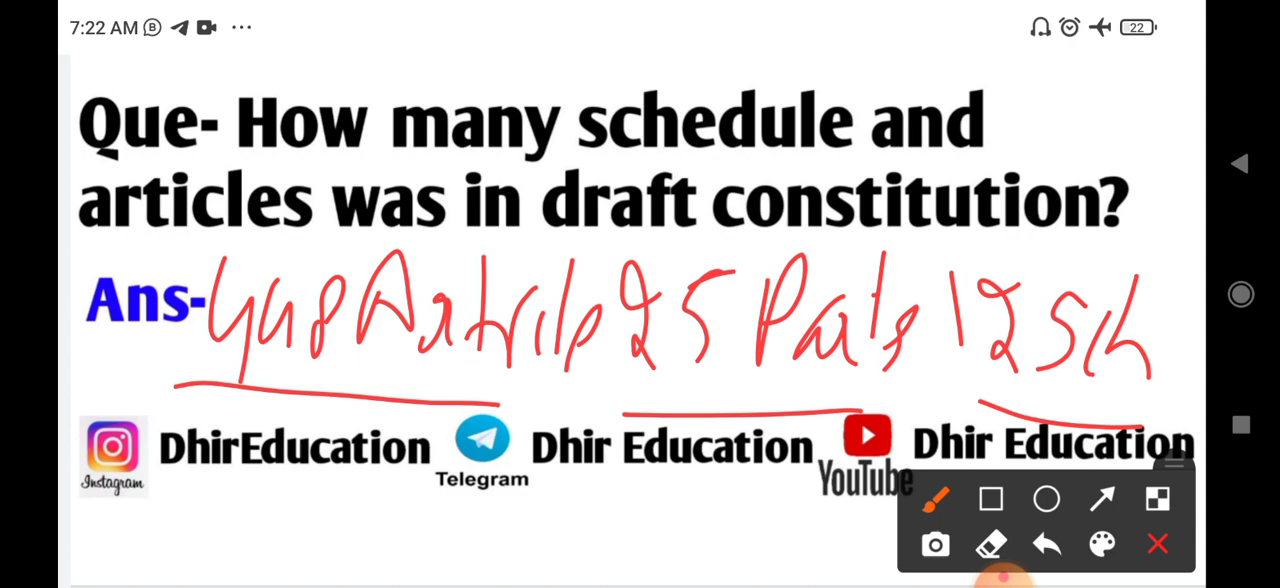 7:22 AM
22
Que- How many schedule and
articles was in draft constitution?
Ans- 448 Article 25 Parts 12 Sch
Instagram DhirEducation Telegram Dhir Education YouTube Dhir Education